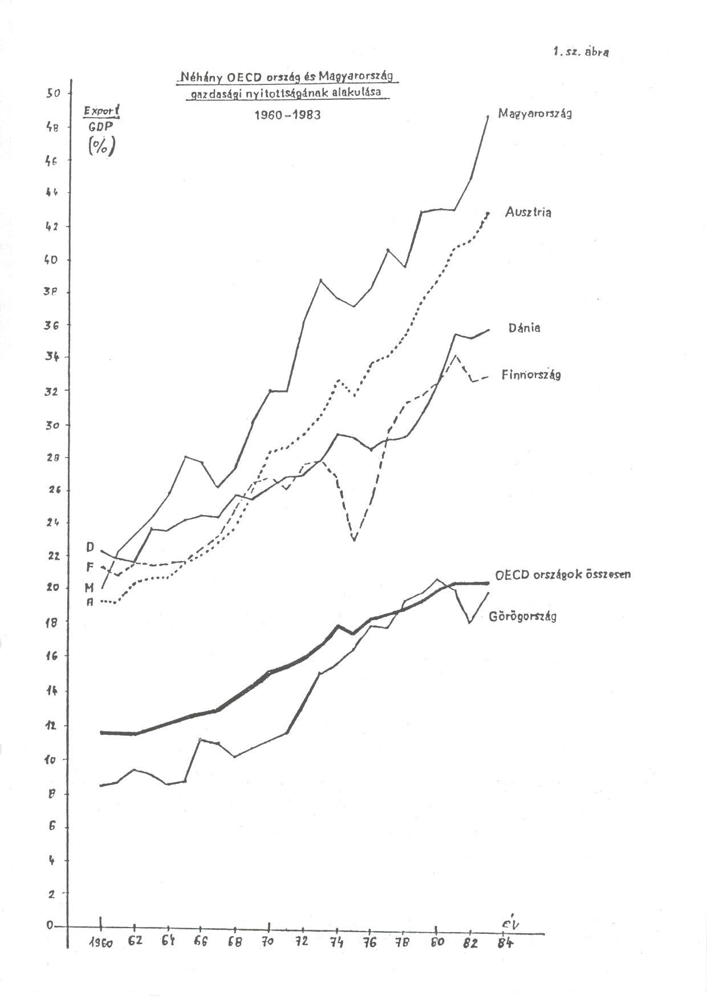 1. sz. ábra
Néhány OECD ország és Magyarország
gazdasági nyitottságának alakulása
1960-1983
Export
GDP
(%)
50
48
46
44
42
40
38
36
34
32
30
28
26
24
22
20
18
16
14
12
10
8
6
4
2
0
Magyarország
Ausztria
Dánia
Finnország
D
F
M
A
OECD országok összesen
Görögország
év
1960 62 64 66 68 70 72 74 76 78 80 82 84